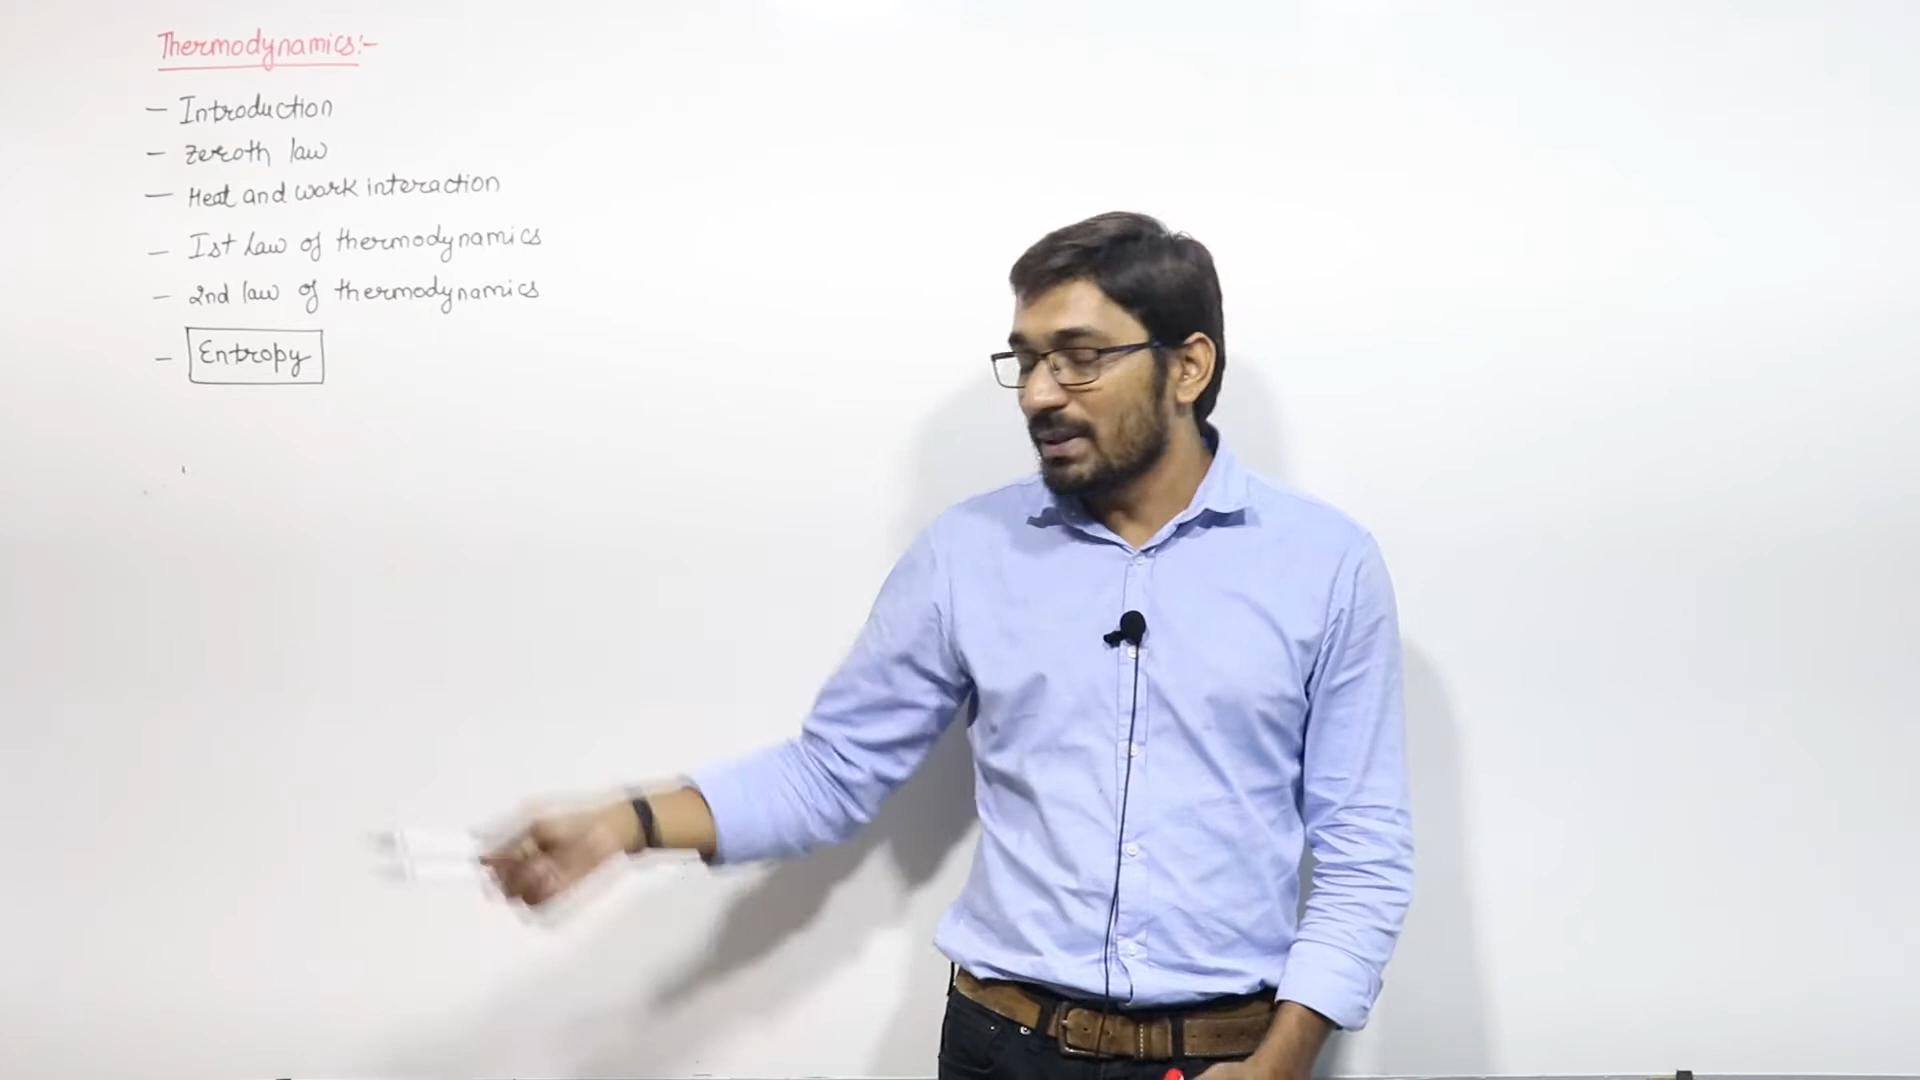 Thermodynamics:-
- Introduction
- Zeroth law
- Heat and work interaction
- Ist Law of thermodynamics
- 2nd law of thermodynamics
- Entropy